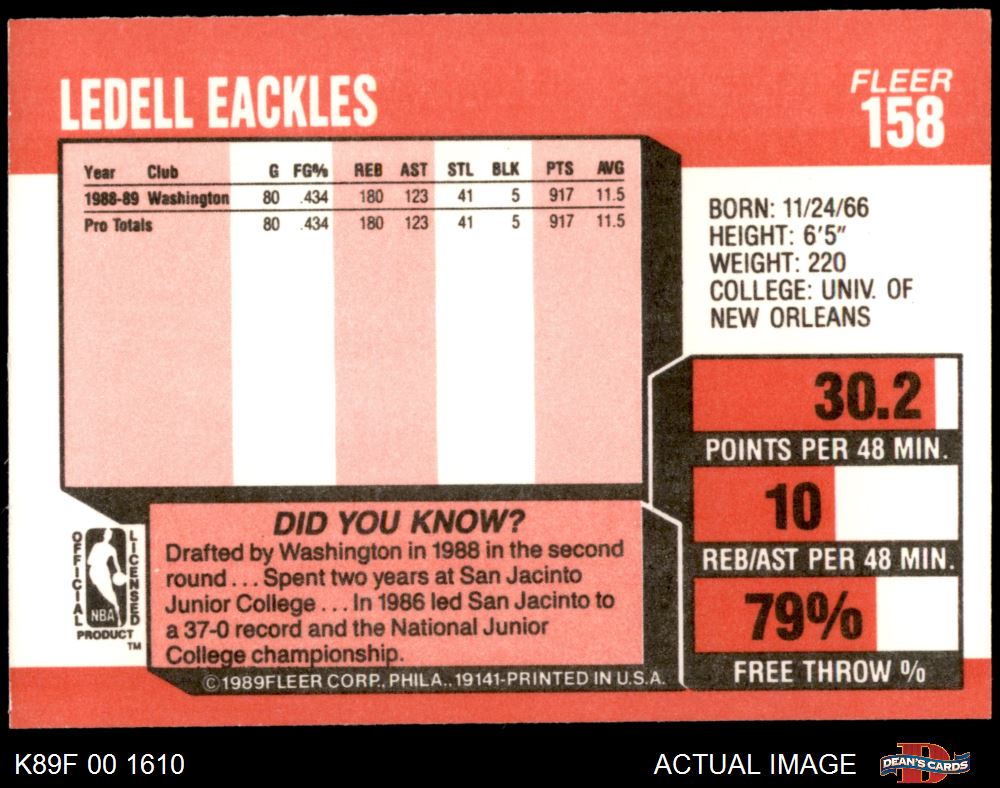 LEDELL EACKLES
FLEER
158
Year Club G FG% REB AST STL BLK PTS AVG
1988-89 Washington 80 .434 180 123 41 5 917 11.5
Pro Totals 80 .434 180 123 41 5 917 11.5
BORN: 11/24/66
HEIGHT: 6'5"
WEIGHT: 220
COLLEGE: UNIV. OF
NEW ORLEANS
30.2
POINTS PER 48 MIN.
10
REB/AST PER 48 MIN.
79%
FREE THROW %
OFFICIAL
LICENSED
NBA
PRODUCT
TM
DID YOU KNOW?
Drafted by Washington in 1988 in the second
round . . . Spent two years at San Jacinto
Junior College . . . In 1986 led San Jacinto to
a 37-0 record and the National Junior
College championship.
©1989FLEER CORP., PHILA., 19141-PRINTED IN U.S.A.
K89F 00 1610
ACTUAL IMAGE
D
DEAN'S CARDS